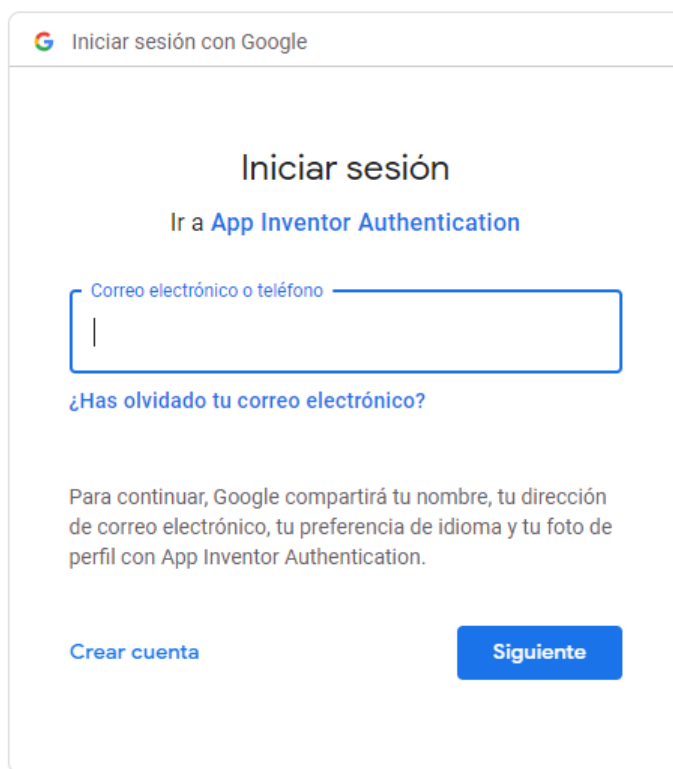 Iniciar sesión con Google
Iniciar sesión
Ir a App Inventor Authentication
Correo electrónico o teléfono
¿Has olvidado tu correo electrónico?
Para continuar, Google compartirá tu nombre, tu dirección
de correo electrónico, tu preferencia de idioma y tu foto de
perfil con App Inventor Authentication.
Crear cuenta
Siguiente